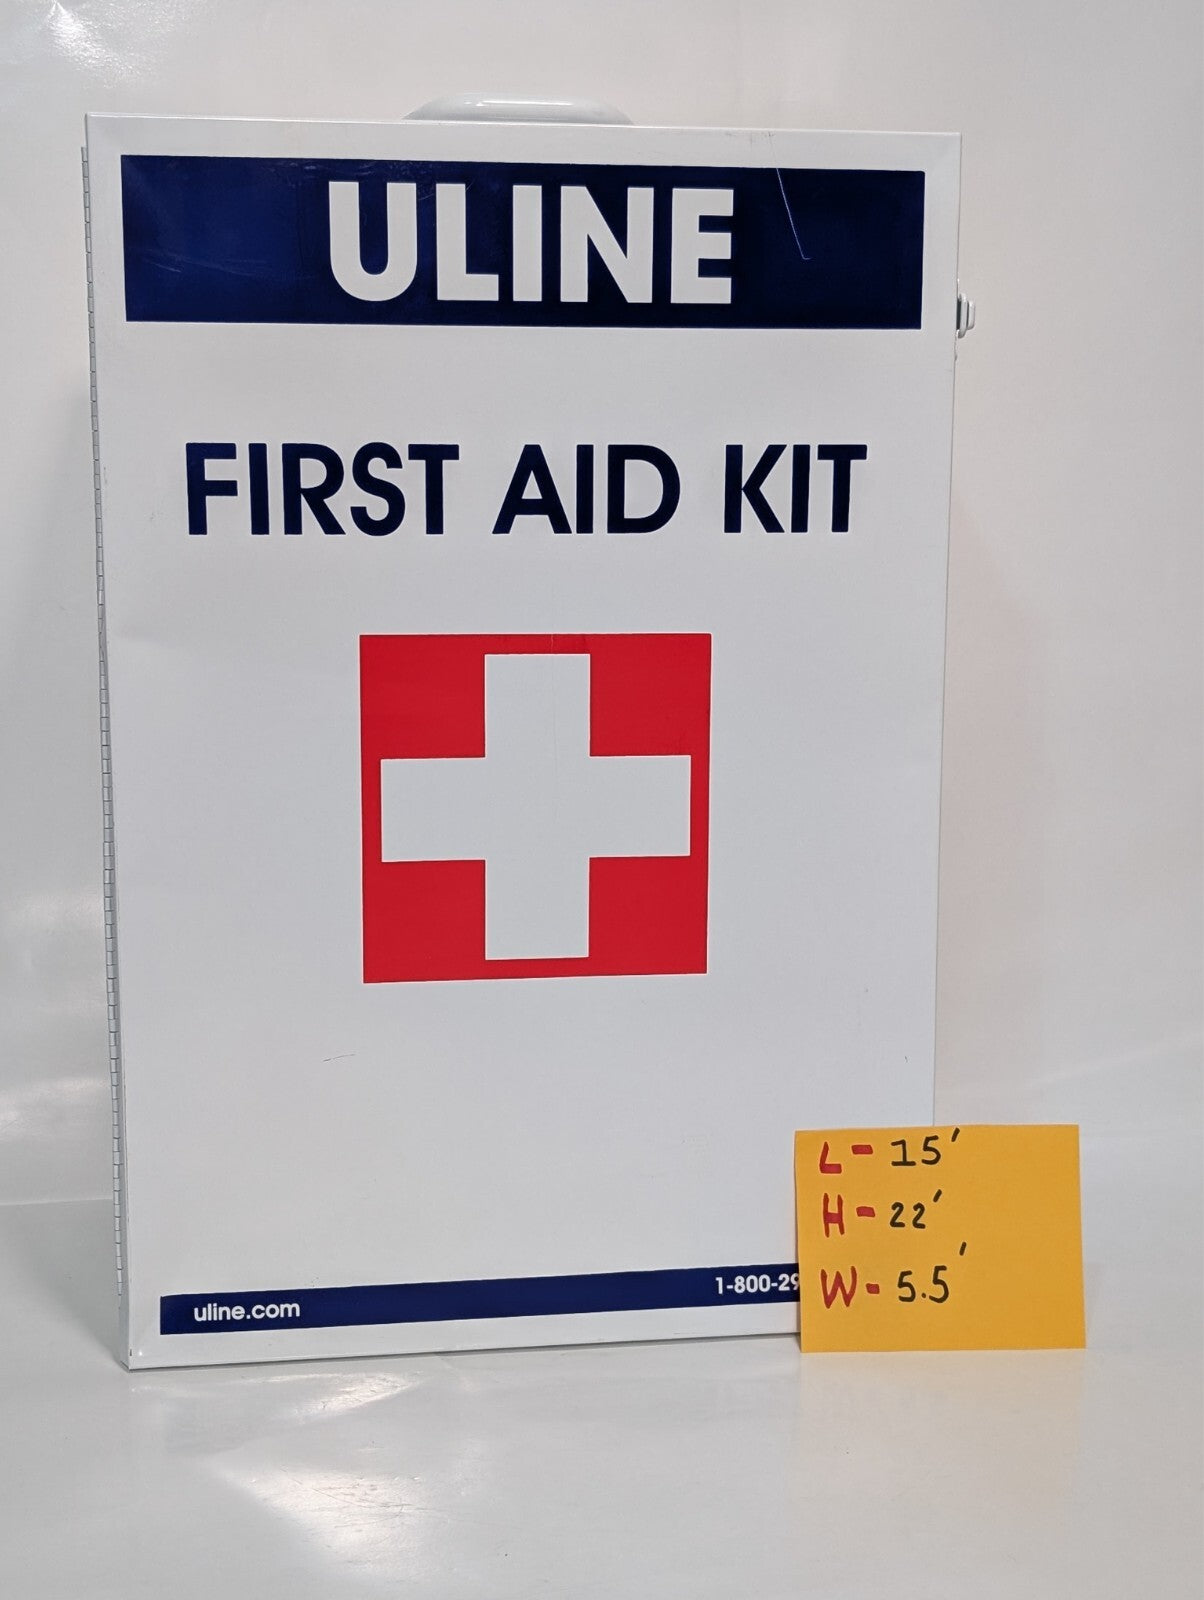 ULINE
FIRST AID KIT
L- 15'
H- 22'
W- 5.5'
uline.com
1-800-29